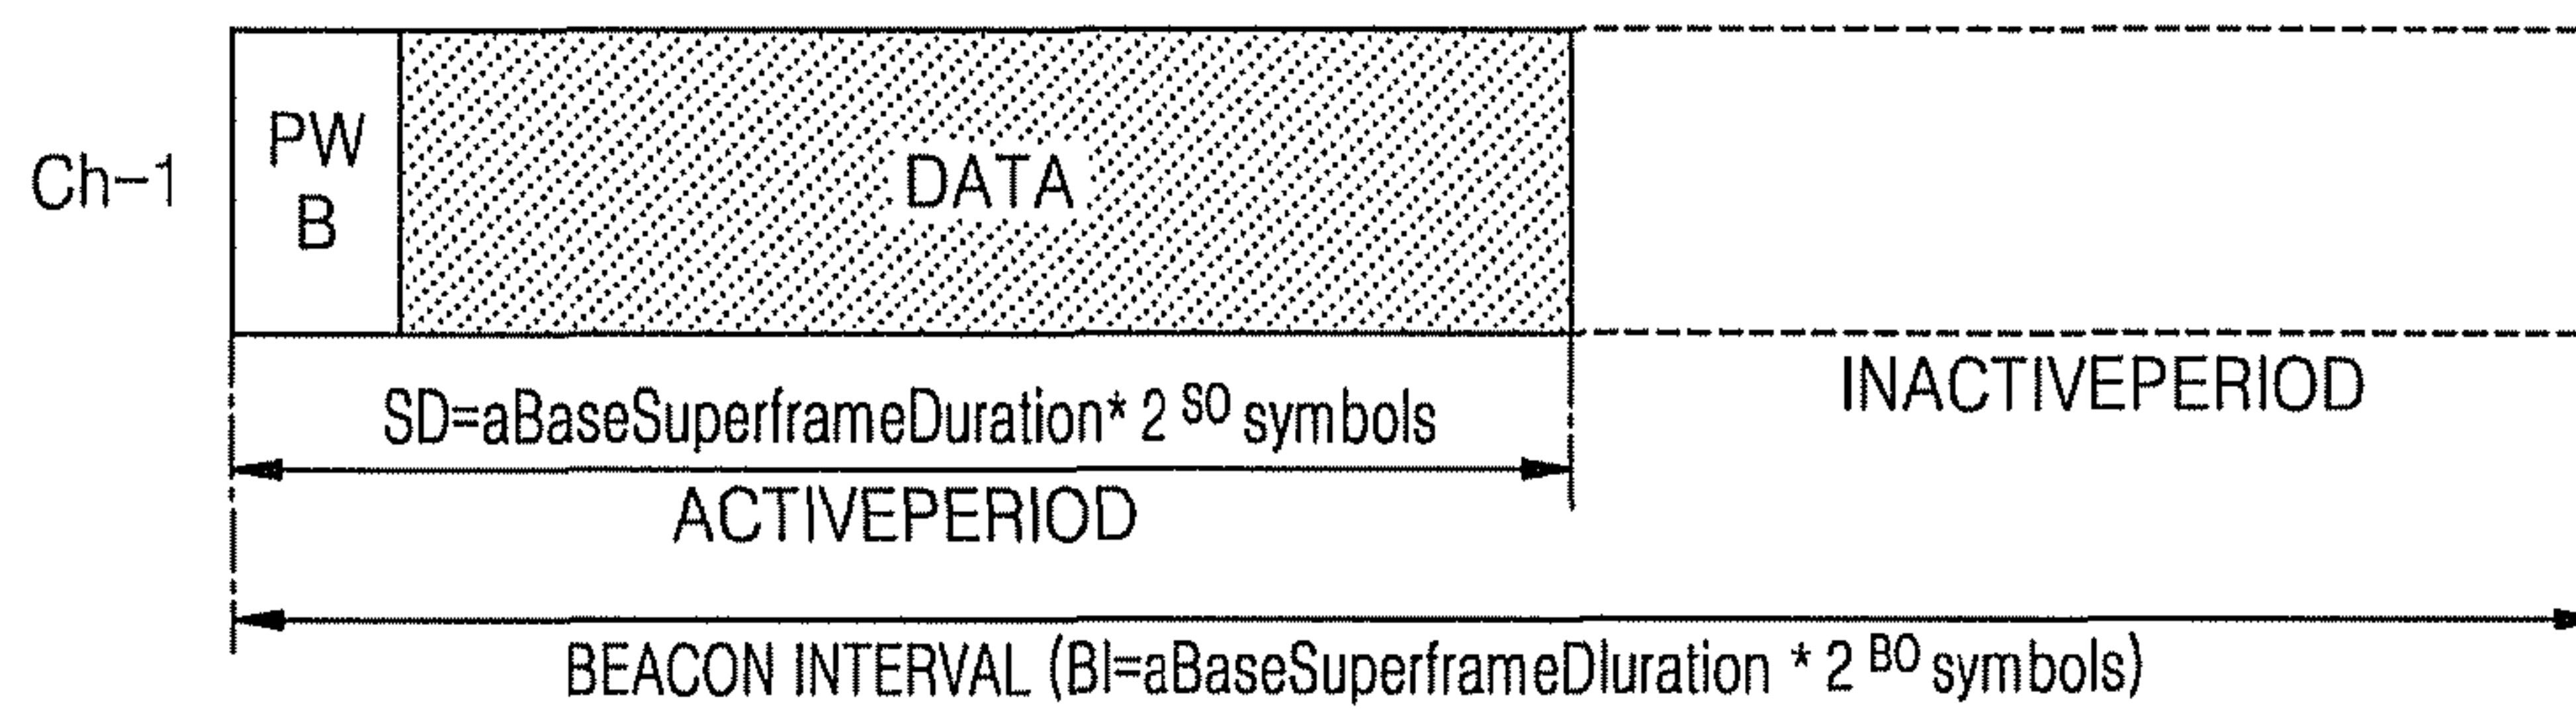 Ch-1
PW
B
DATA
INACTIVEPERIOD
SD=aBaseSuperframeDuration* 2 SO symbols
ACTIVEPERIOD
BEACON INTERVAL (BI=aBaseSuperframeDluration * 2 BO symbols)